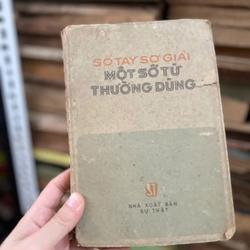 SỔ TAY SƠ GIẢI
MỘT SỐ TỪ
THƯỜNG DÙNG
NHÀ XUẤT BẢN
SỰ THẬT